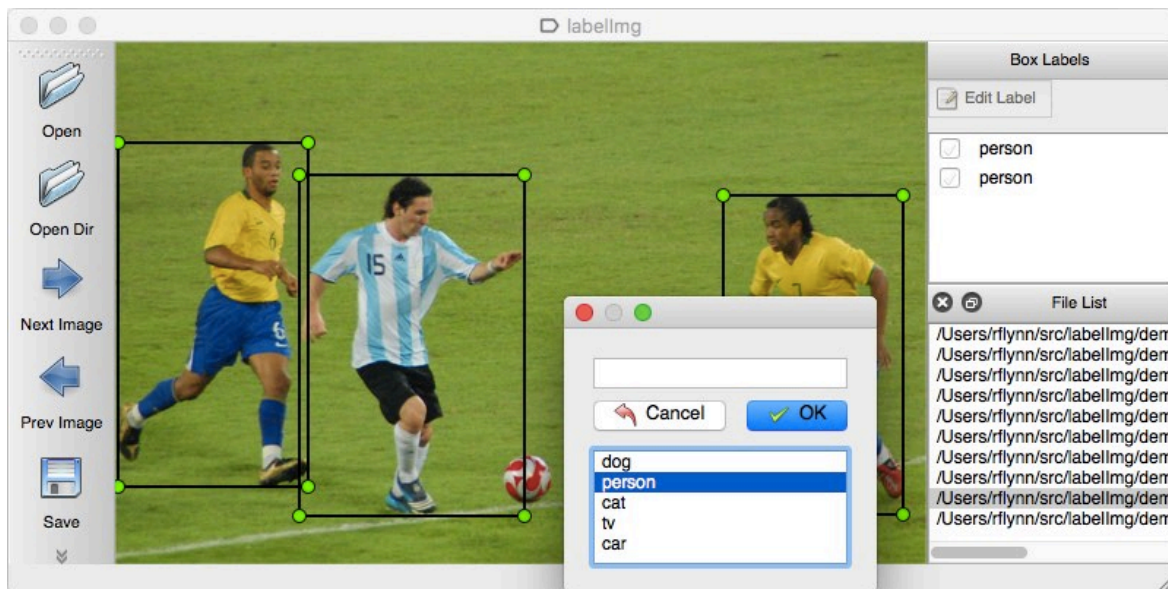 labelImg
Open
Open Dir
Next Image
Prev Image
Save
6
6
15
7
Cancel
OK
dog
person
cat
tv
car
Box Labels
Edit Label
person
person
File List
/Users/rflynn/src/labelImg/dem
/Users/rflynn/src/labelImg/dem
/Users/rflynn/src/labelImg/dem
/Users/rflynn/src/labelImg/dem
/Users/rflynn/src/labelImg/dem
/Users/rflynn/src/labelImg/dem
/Users/rflynn/src/labelImg/dem
/Users/rflynn/src/labelImg/dem
/Users/rflynn/src/labelImg/dem
/Users/rflynn/src/labelImg/dem